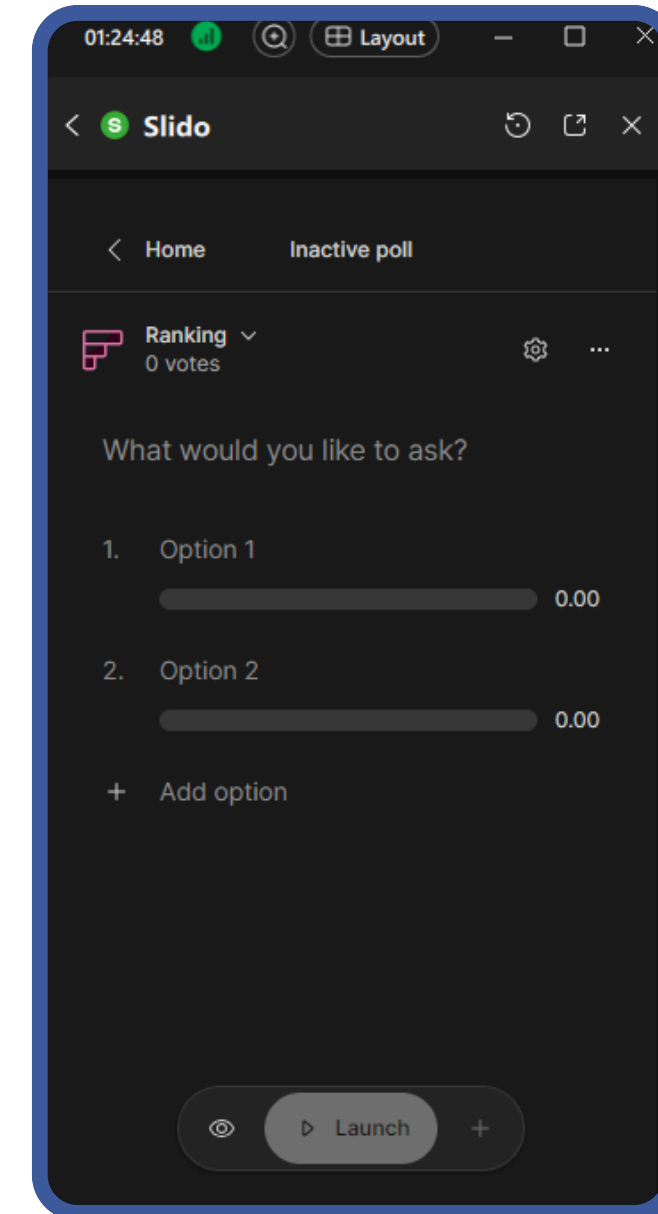 01:24:48 Layout
S Slido
Home Inactive poll
Ranking
0 votes
What would you like to ask?
1. Option 1
0.00
2. Option 2
0.00
+ Add option
Launch +